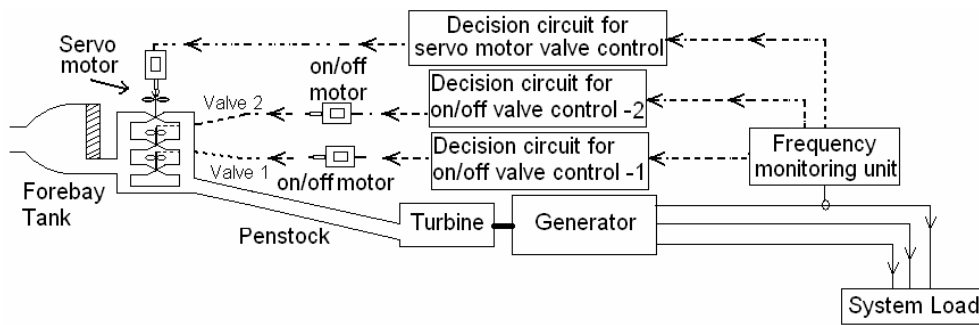 Decision circuit for
servo motor valve control
Servo
motor
on/off
motor
Decision circuit for
on/off valve control -2
Valve 2
Decision circuit for
on/off valve control -1
Frequency
monitoring unit
Valve 1
on/off motor
Forebay
Tank
Penstock
Turbine
Generator
System Load